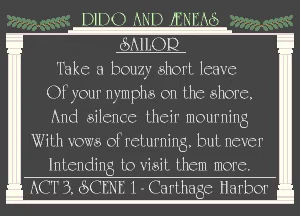 DIDO AND ÆNEAS
SAILOR
Take a bouzy short leave
Of your nymphs on the shore,
And silence their mourning
With vows of returning, but never
Intending to visit them more.
ACT 3, SCENE 1 - Carthage Harbor